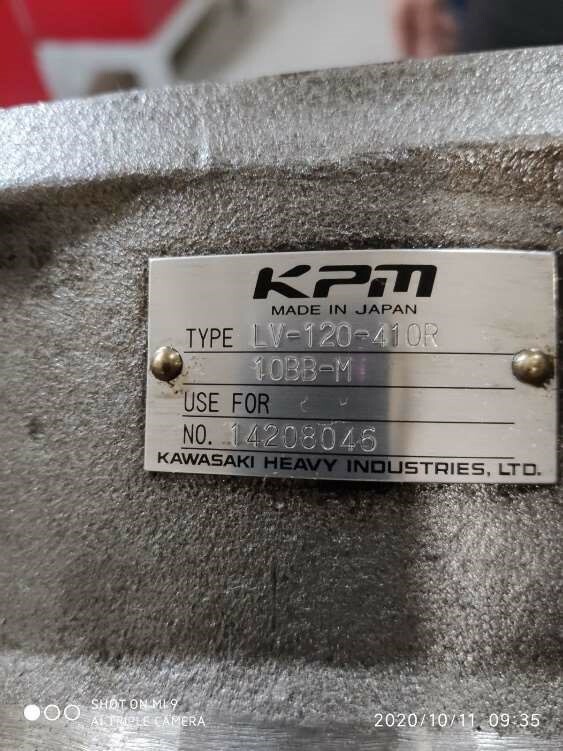 KPM
MADE IN JAPAN
TYPE LV-120-410R
10BB-M
USE FOR
NO. 14208046
KAWASAKI HEAVY INDUSTRIES, LTD.
SHOT ON MI 9
AI TRIPLE CAMERA
2020/10/11 09:35